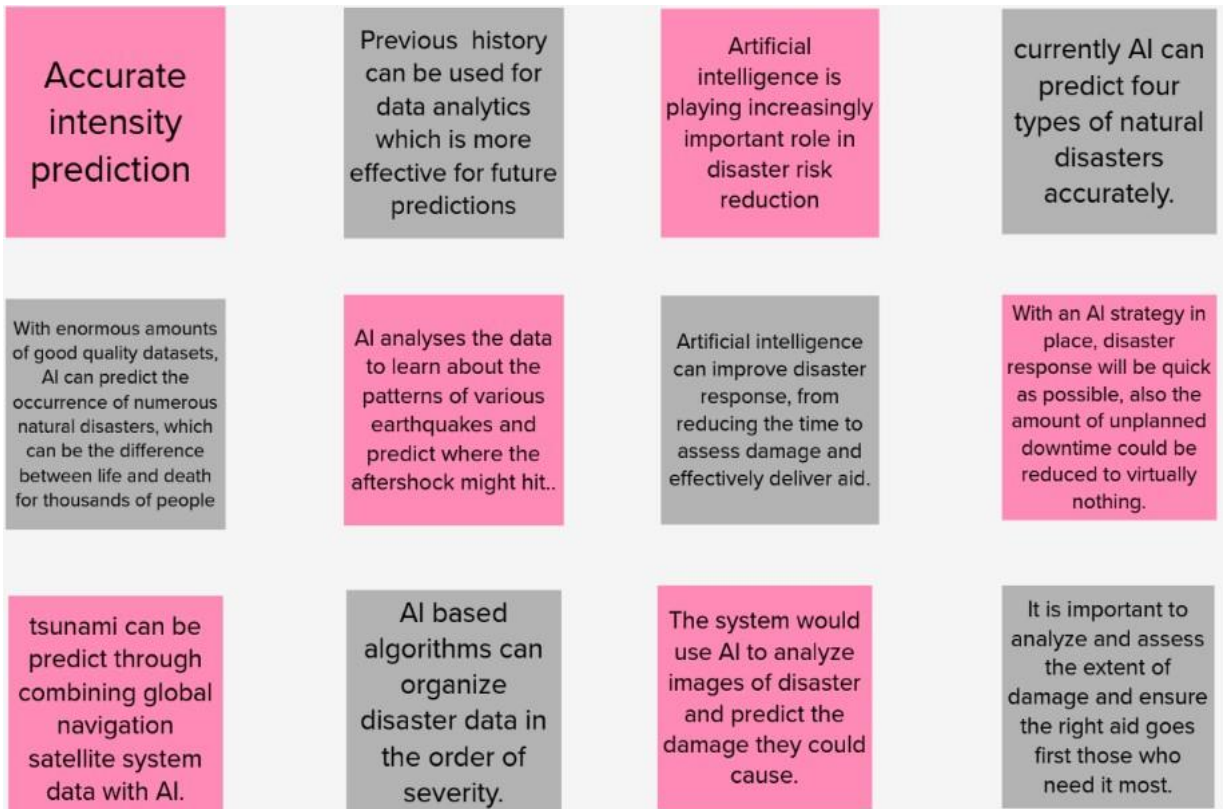 Accurate
intensity
prediction
Previous history
can be used for
data analytics
which is more
effective for future
predictions
Artificial
intelligence is
playing increasingly
important role in
disaster risk
reduction
currently AI can
predict four
types of natural
disasters
accurately.
With enormous amounts
of good quality datasets,
AI can predict the
occurrence of numerous
natural disasters, which
can be the difference
between life and death
for thousands of people
AI analyses the data
to learn about the
patterns of various
earthquakes and
predict where the
aftershock might hit..
Artificial intelligence
can improve disaster
response, from
reducing the time to
assess damage and
effectively deliver aid.
With an AI strategy in
place, disaster
response will be quick
as possible, also the
amount of unplanned
downtime could be
reduced to virtually
nothing.
tsunami can be
predict through
combining global
navigation
satellite system
data with AI.
AI based
algorithms can
organize
disaster data in
the order of
severity.
The system would
use AI to analyze
images of disaster
and predict the
damage they could
cause.
It is important to
analyze and assess
the extent of
damage and ensure
the right aid goes
first those who
need it most.